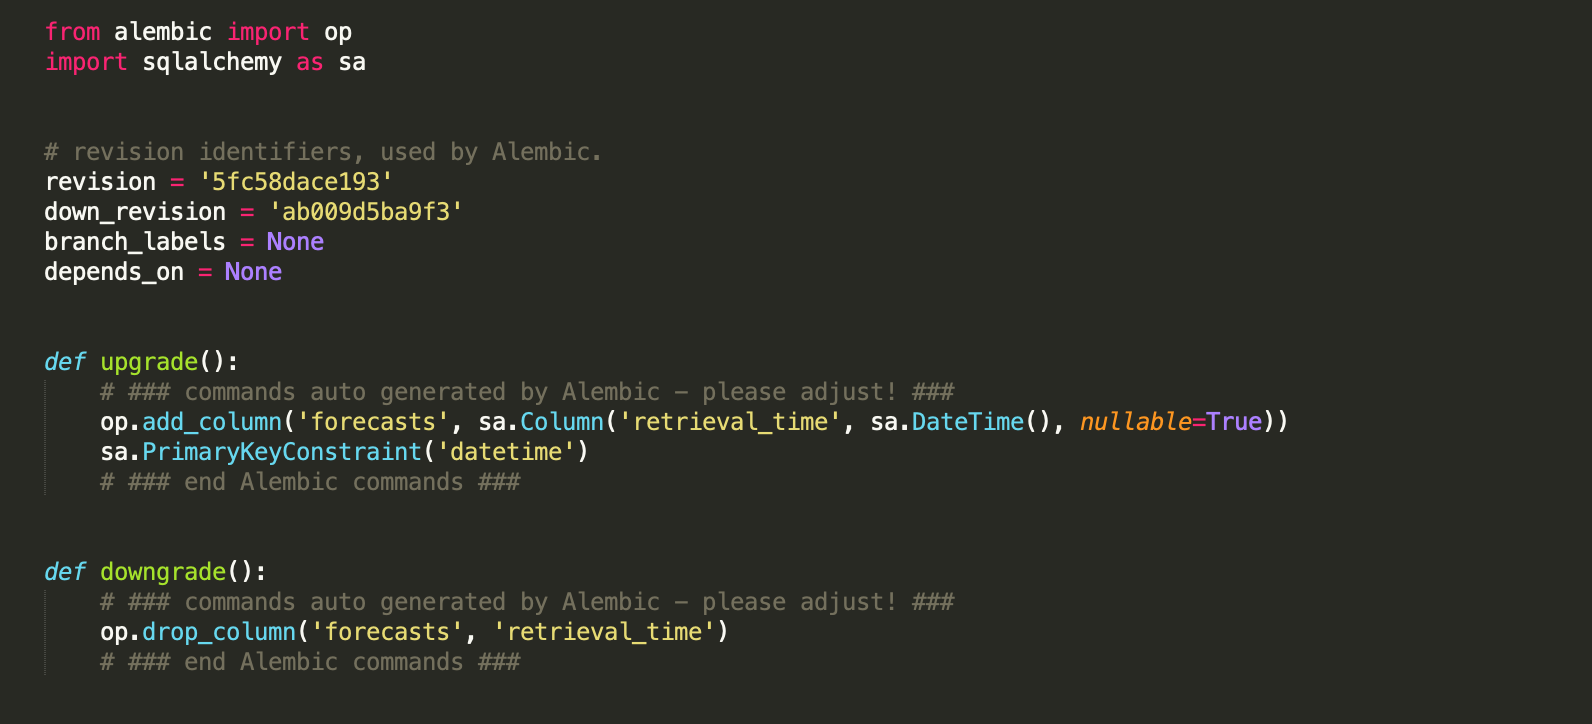 from alembic import op
import sqlalchemy as sa
# revision identifiers, used by Alembic.
revision = '5fc58dace193'
down_revision = 'ab009d5ba9f3'
branch_labels = None
depends_on = None
def upgrade():
# ### commands auto generated by Alembic - please adjust! ###
op.add_column('forecasts', sa.Column('retrieval_time', sa.DateTime(), nullable=True))
sa.PrimaryKeyConstraint('datetime')
# ### end Alembic commands ###
def downgrade():
# ### commands auto generated by Alembic - please adjust! ###
op.drop_column('forecasts', 'retrieval_time')
# ### end Alembic commands ###